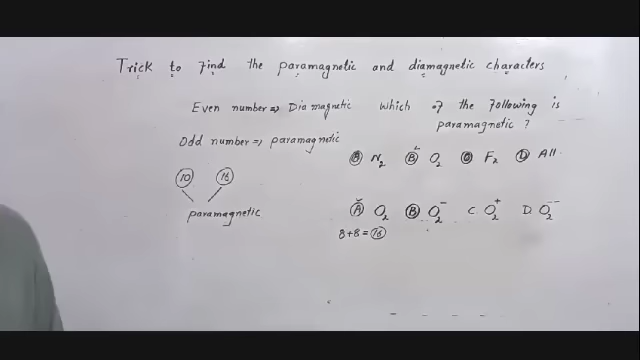 Trick to find the paramagnetic and diamagnetic characters
Even number => Diamagnetic
Odd number => paramagnetic
10 16
paramagnetic
which of the following is
paramagnetic ?
N2 B O2 F2 D All
A O2 B O2- C. O2+ D. O2--
8+8=16